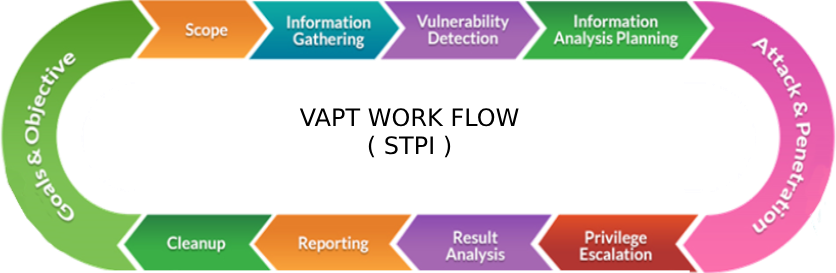 Goals & Objective
Scope
Information
Gathering
Vulnerability
Detection
Information
Analysis Planning
Attack & Penetration
VAPT WORK FLOW
( STPI )
Privilege
Escalation
Result
Analysis
Reporting
Cleanup